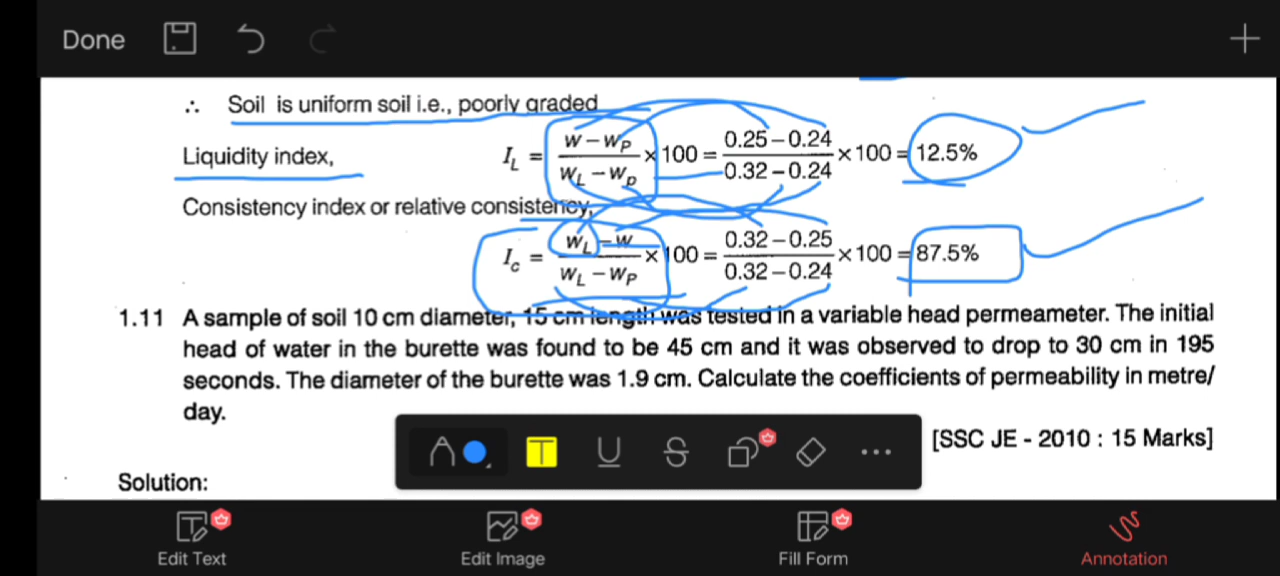 Done
∴ Soil is uniform soil i.e., poorly graded
Liquidity index, I_L = (w – w_P)/(w_L – w_p) × 100 = (0.25 – 0.24)/(0.32 – 0.24) × 100 = 12.5%
Consistency index or relative consistency,
I_c = (w_L – w)/(w_L – w_P) × 100 = (0.32 – 0.25)/(0.32 – 0.24) × 100 = 87.5%
1.11 A sample of soil 10 cm diameter, 15 cm length was tested in a variable head permeameter. The initial
head of water in the burette was found to be 45 cm and it was observed to drop to 30 cm in 195
seconds. The diameter of the burette was 1.9 cm. Calculate the coefficients of permeability in metre/
day.
[SSC JE - 2010 : 15 Marks]
Solution:
Edit Text Edit Image Fill Form Annotation